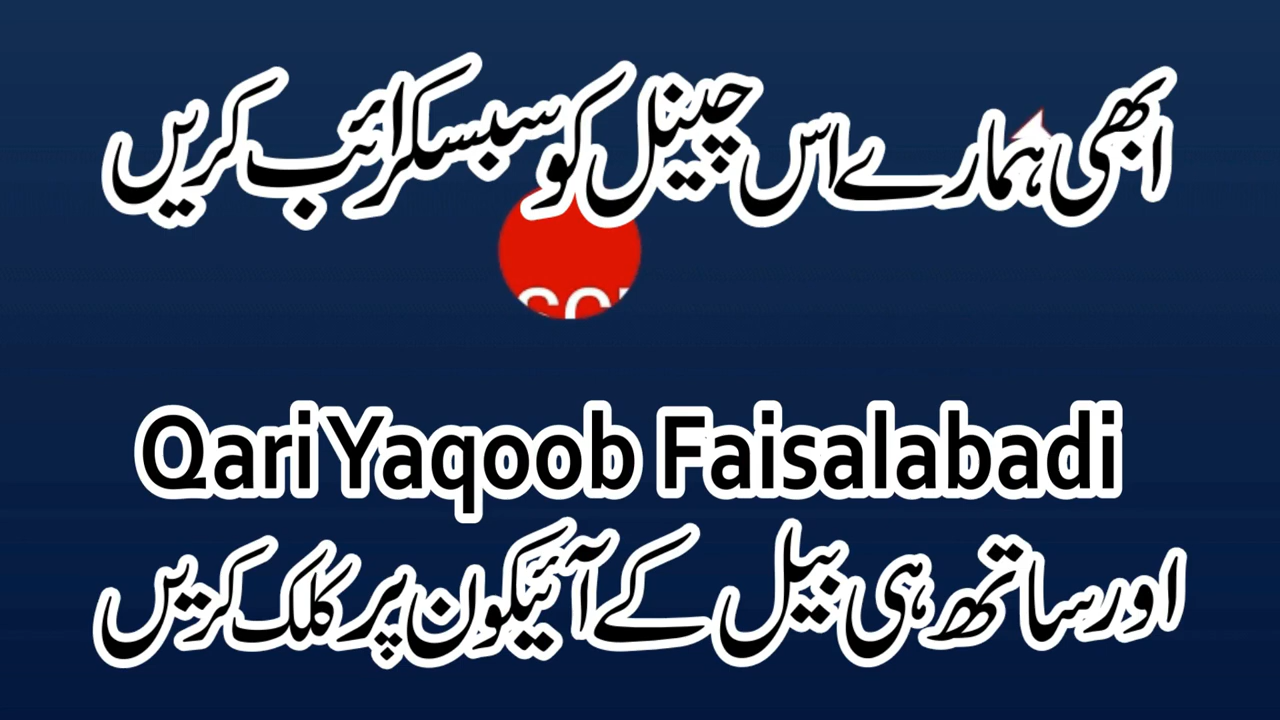 ابھی ہمارے اس چینل کو سبسکرائب کریں
Qari Yaqoob Faisalabadi
اور ساتھ ہی بیل کے آئیکون پر کلک کریں